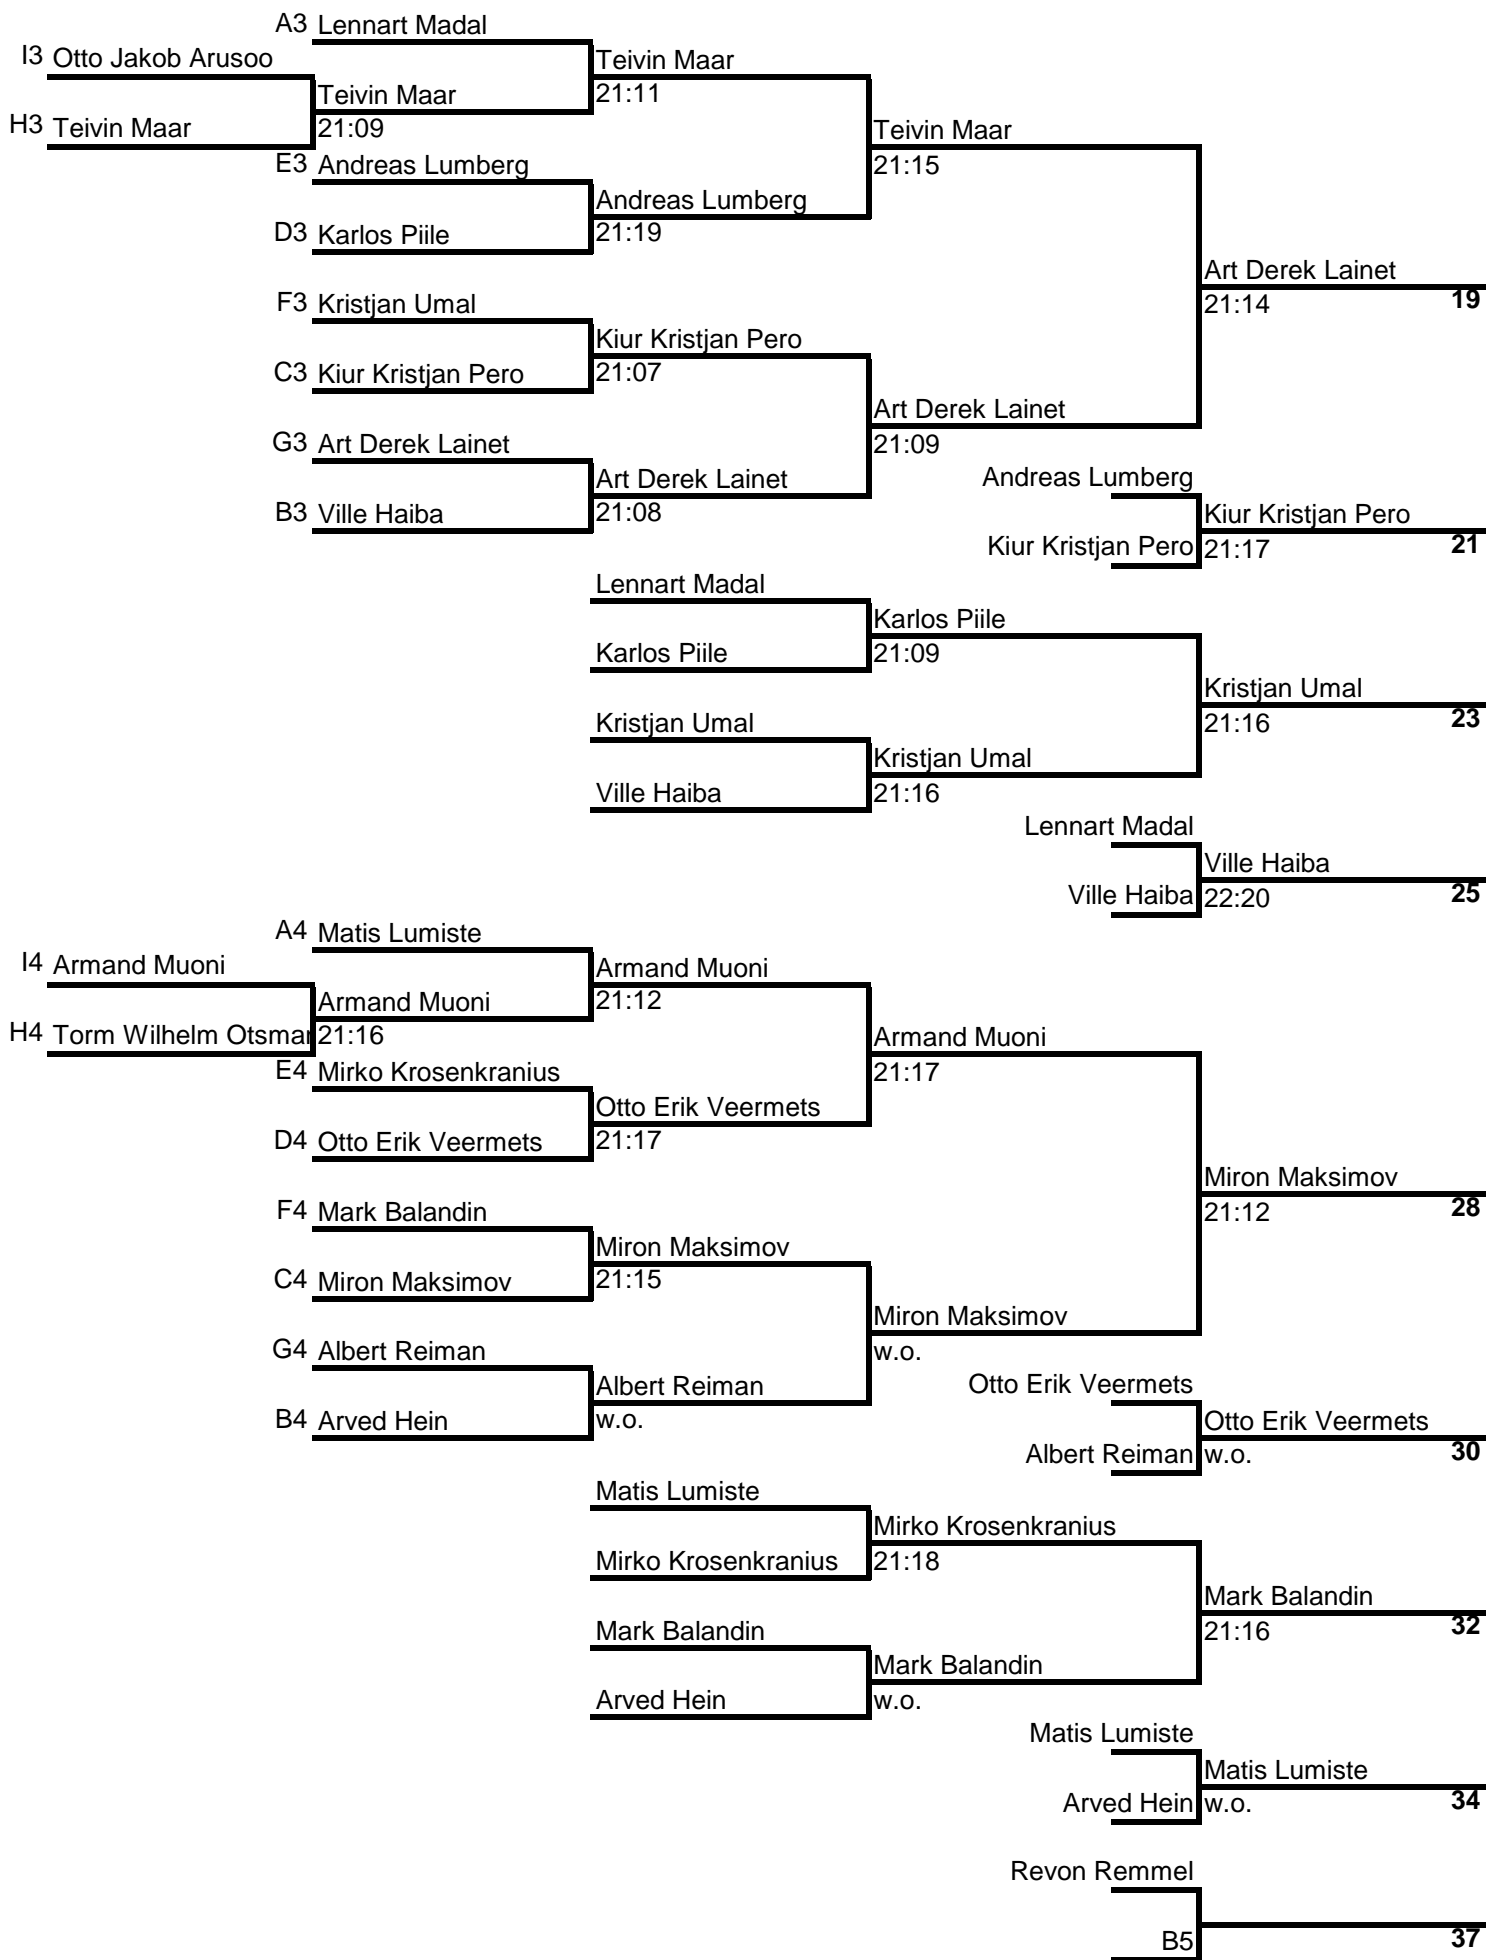 A3 Lennart Madal
I3 Otto Jakob Arusoo
Teivin Maar
Teivin Maar
21:11
H3 Teivin Maar
21:09
Teivin Maar
21:15
E3 Andreas Lumberg
Andreas Lumberg
D3 Karlos Piile
21:19
Art Derek Lainet
21:14
19
F3 Kristjan Umal
Kiur Kristjan Pero
C3 Kiur Kristjan Pero
21:07
Art Derek Lainet
21:09
G3 Art Derek Lainet
Art Derek Lainet
B3 Ville Haiba
21:08
Andreas Lumberg
Kiur Kristjan Pero
Kiur Kristjan Pero
21:17
21
Lennart Madal
Karlos Piile
Karlos Piile
21:09
Kristjan Umal
21:16
23
Kristjan Umal
Kristjan Umal
Ville Haiba
21:16
Lennart Madal
Ville Haiba
Ville Haiba
22:20
25
A4 Matis Lumiste
I4 Armand Muoni
Armand Muoni
Armand Muoni
21:12
H4 Torm Wilhelm Otsmar
21:16
Armand Muoni
21:17
E4 Mirko Krosenkranius
Otto Erik Veermets
D4 Otto Erik Veermets
21:17
Miron Maksimov
21:12
28
F4 Mark Balandin
Miron Maksimov
C4 Miron Maksimov
21:15
Miron Maksimov
w.o.
G4 Albert Reiman
Albert Reiman
B4 Arved Hein
w.o.
Otto Erik Veermets
Otto Erik Veermets
Albert Reiman
w.o.
30
Matis Lumiste
Mirko Krosenkranius
Mirko Krosenkranius
21:18
Mark Balandin
21:16
32
Mark Balandin
Mark Balandin
Arved Hein
w.o.
Matis Lumiste
Matis Lumiste
Arved Hein
w.o.
34
Revon Remmel
B5
37